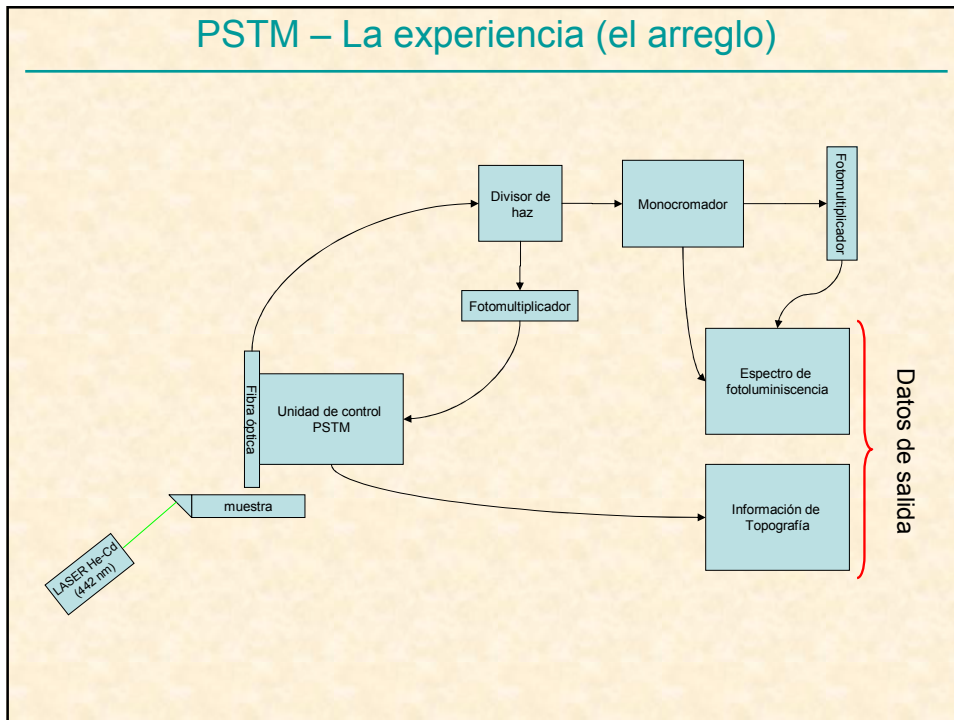 PSTM – La experiencia (el arreglo)
Divisor de
haz
Monocromador
Fotomultiplicador
Fotomultiplicador
Fibra óptica
Unidad de control
PSTM
Espectro de
fotoluminiscencia
Datos de salida
muestra
Información de
Topografía
LASER He-Cd
(442 nm)